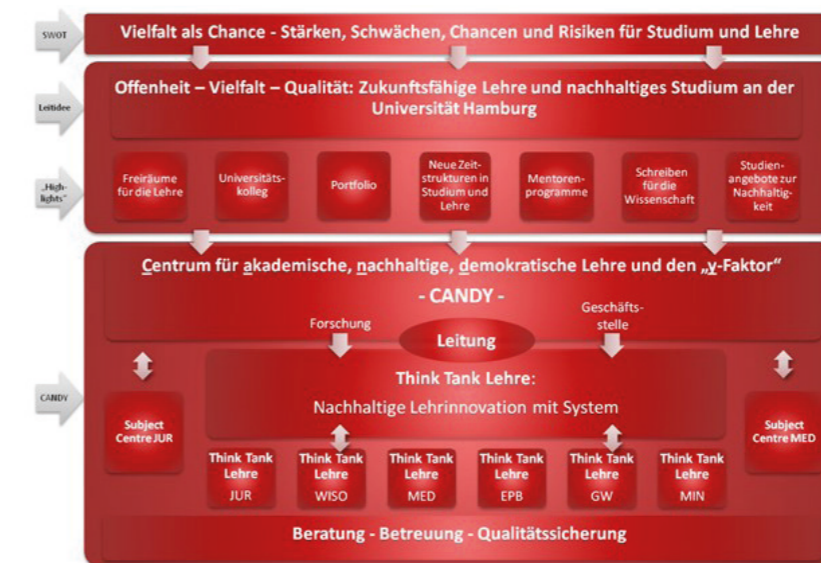 SWOT
Vielfalt als Chance - Stärken, Schwächen, Chancen und Risiken für Studium und Lehre
Leitidee
Offenheit – Vielfalt – Qualität: Zukunftsfähige Lehre und nachhaltiges Studium an der
Universität Hamburg
„High-
lights“
Freiräume
für die Lehre
Universitäts-
kolleg
Portfolio
Neue Zeit-
strukturen in
Studium und
Lehre
Mentoren-
programme
Schreiben
für die
Wissenschaft
Studien-
angebote zur
Nachhaltig-
keit
Centrum für akademische, nachhaltige, demokratische Lehre und den „y-Faktor“
- CANDY -
Forschung
Geschäfts-
stelle
Leitung
CANDY
Think Tank Lehre:
Nachhaltige Lehrinnovation mit System
Subject
Centre JUR
Subject
Centre MED
Think Tank
Lehre
JUR
Think Tank
Lehre
WISO
Think Tank
Lehre
MED
Think Tank
Lehre
EPB
Think Tank
Lehre
GW
Think Tank
Lehre
MIN
Beratung - Betreuung - Qualitätssicherung